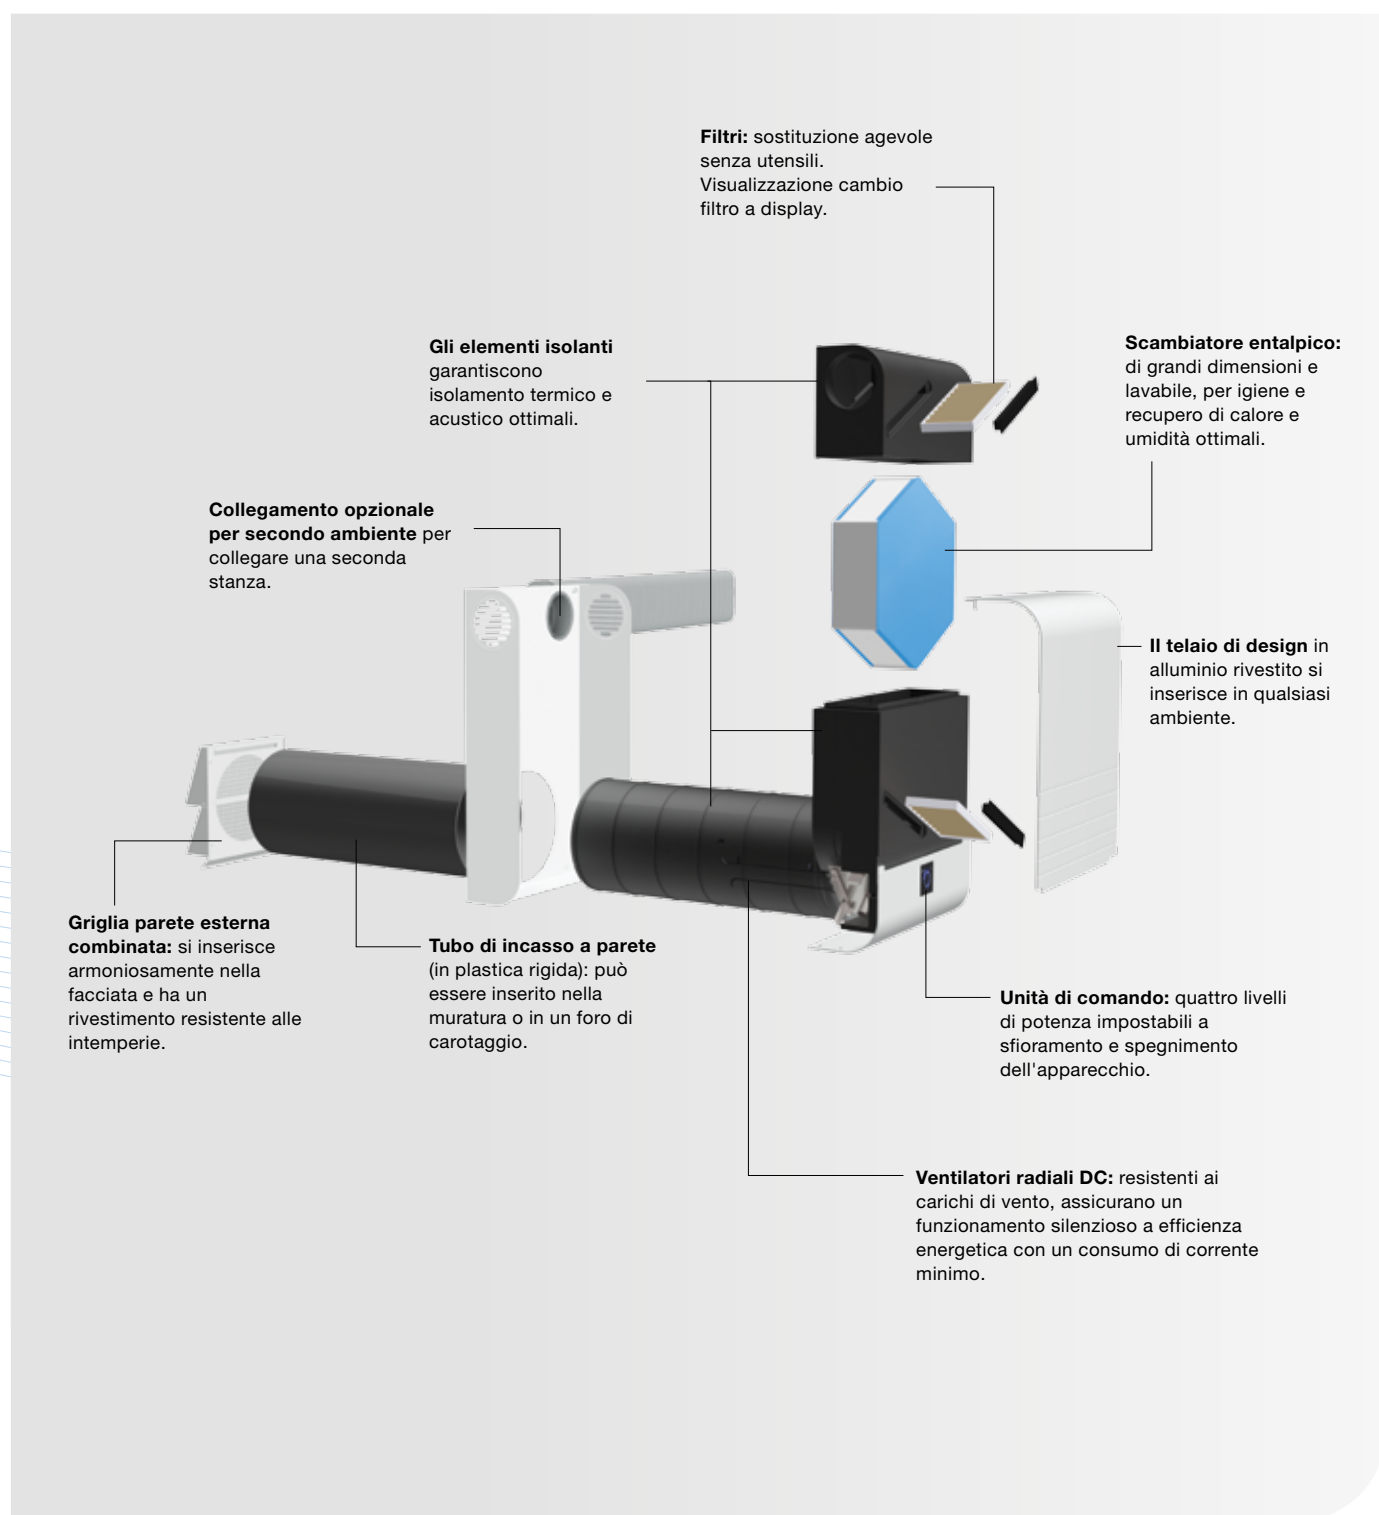 Filtri: sostituzione agevole
senza utensili.
Visualizzazione cambio
filtro a display.
Gli elementi isolanti
garantiscono
isolamento termico e
acustico ottimali.
Scambiatore entalpico:
di grandi dimensioni e
lavabile, per igiene e
recupero di calore e
umidità ottimali.
Collegamento opzionale
per secondo ambiente per
collegare una seconda
stanza.
Il telaio di design in
alluminio rivestito si
inserisce in qualsiasi
ambiente.
Griglia parete esterna
combinata: si inserisce
armoniosamente nella
facciata e ha un
rivestimento resistente alle
intemperie.
Tubo di incasso a parete
(in plastica rigida): può
essere inserito nella
muratura o in un foro di
carotaggio.
Unità di comando: quattro livelli
di potenza impostabili a
sfioramento e spegnimento
dell'apparecchio.
Ventilatori radiali DC: resistenti ai
carichi di vento, assicurano un
funzionamento silenzioso a efficienza
energetica con un consumo di corrente
minimo.